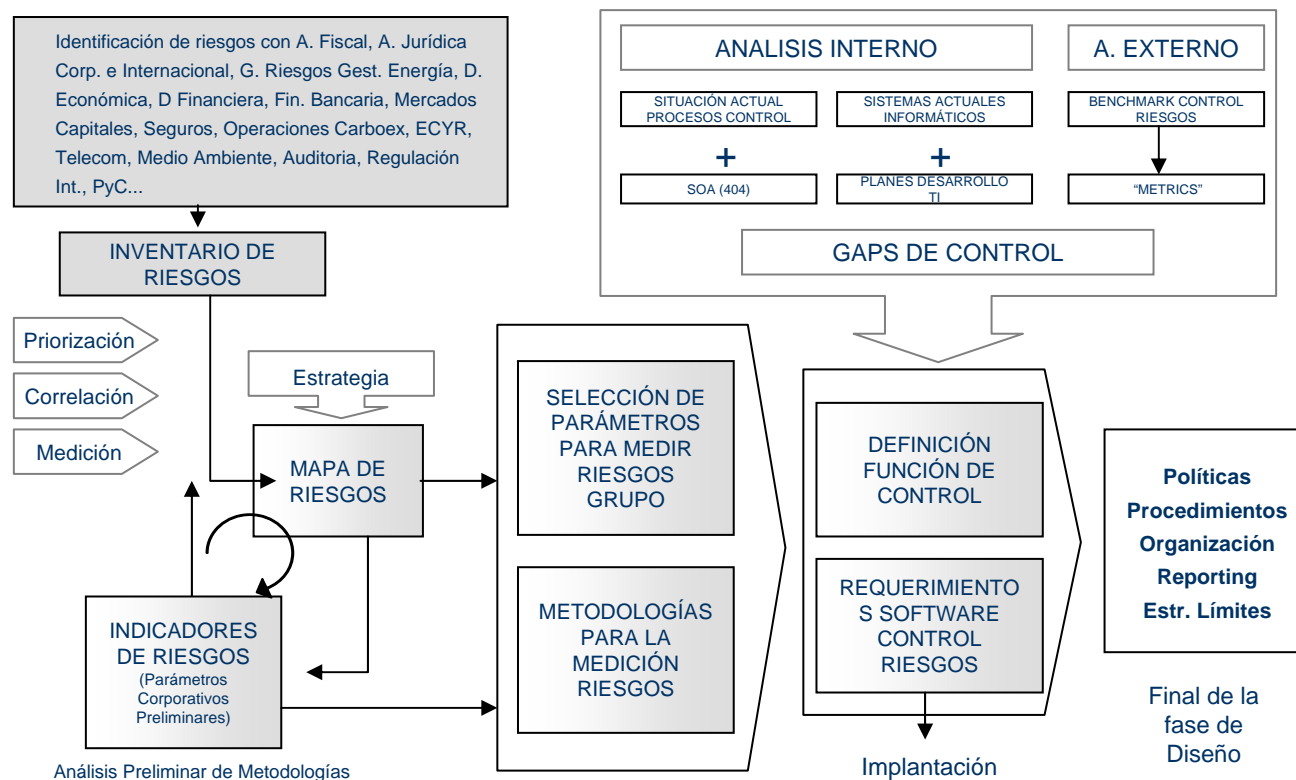 Identificación de riesgos con A. Fiscal, A. Jurídica
Corp. e Internacional, G. Riesgos Gest. Energía, D.
Económica, D Financiera, Fin. Bancaria, Mercados
Capitales, Seguros, Operaciones Carboex, ECYR,
Telecom, Medio Ambiente, Auditoria, Regulación
Int., PyC...
INVENTARIO DE
RIESGOS
Priorización
Correlación
Medición
Estrategia
MAPA DE
RIESGOS
INDICADORES
DE RIESGOS
(Parámetros
Corporativos
Preliminares)
Análisis Preliminar de Metodologías
SELECCIÓN DE
PARÁMETROS
PARA MEDIR
RIESGOS
GRUPO
METODOLOGÍAS
PARA LA
MEDICIÓN
RIESGOS
ANALISIS INTERNO
A. EXTERNO
SITUACIÓN ACTUAL
PROCESOS CONTROL
SISTEMAS ACTUALES
INFORMÁTICOS
BENCHMARK CONTROL
RIESGOS
+
+
SOA (404)
PLANES DESARROLLO
TI
“METRICS”
GAPS DE CONTROL
DEFINICIÓN
FUNCIÓN DE
CONTROL
REQUERIMIENTO
S SOFTWARE
CONTROL
RIESGOS
Implantación
Políticas
Procedimientos
Organización
Reporting
Estr. Límites
Final de la
fase de
Diseño